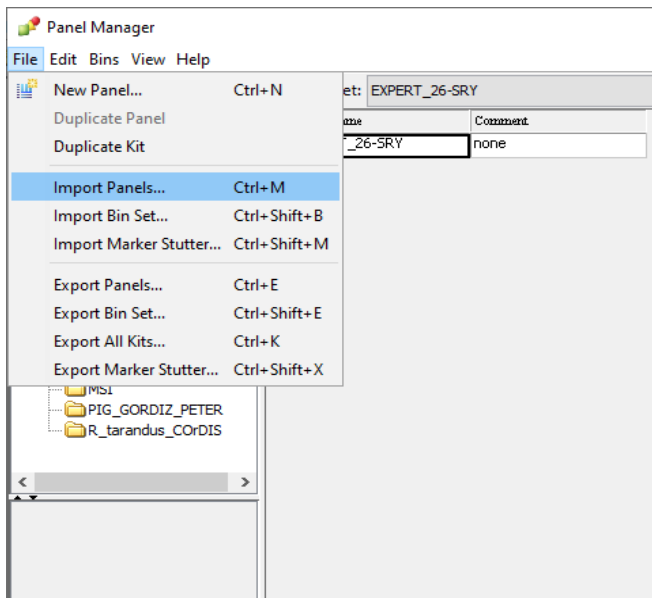 Panel Manager
File Edit Bins View Help
New Panel... Ctrl+N
et: EXPERT_26-SRY
Duplicate Panel
ame Comment
Duplicate Kit
T_26-SRY none
Import Panels... Ctrl+M
Import Bin Set... Ctrl+Shift+B
Import Marker Stutter... Ctrl+Shift+M
Export Panels... Ctrl+E
Export Bin Set... Ctrl+Shift+E
Export All Kits... Ctrl+K
Export Marker Stutter... Ctrl+Shift+X
MSI
PIG_GORDIZ_PETER
R_tarandus_COrDIS